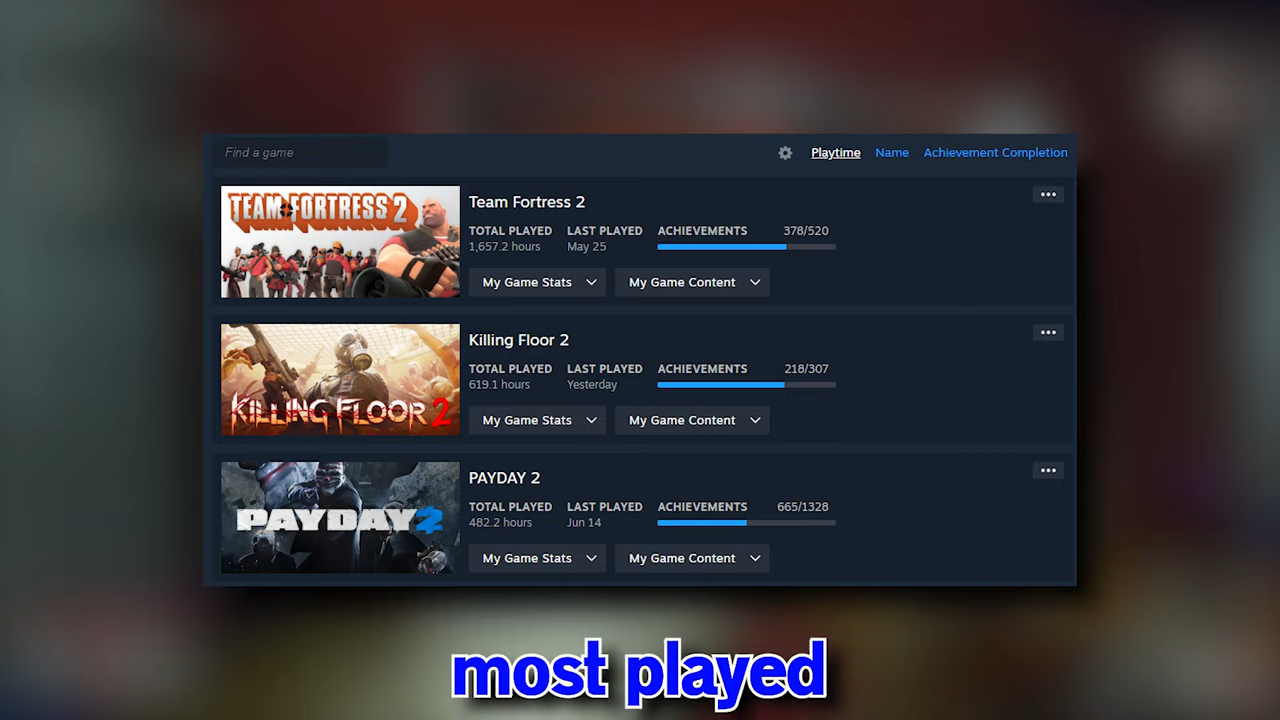 Find a game
Playtime Name Achievement Completion
TEAM FORTRESS 2
Team Fortress 2
TOTAL PLAYED LAST PLAYED ACHIEVEMENTS 378/520
1,657.2 hours May 25
My Game Stats My Game Content
KILLING FLOOR 2
Killing Floor 2
TOTAL PLAYED LAST PLAYED ACHIEVEMENTS 218/307
619.1 hours Yesterday
My Game Stats My Game Content
PAYDAY 2
PAYDAY 2
TOTAL PLAYED LAST PLAYED ACHIEVEMENTS 665/1328
482.2 hours Jun 14
My Game Stats My Game Content
most played